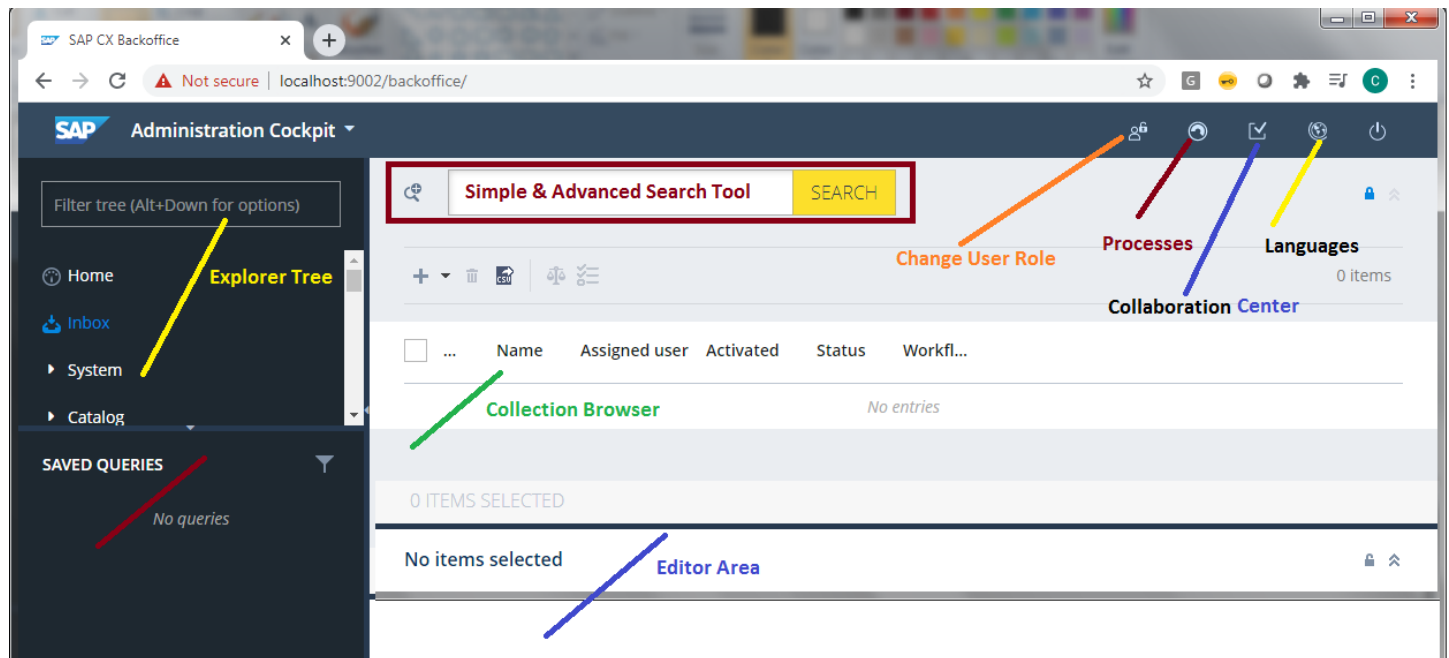 SAP CX Backoffice
Not secure | localhost:9002/backoffice/
G
C
SAP Administration Cockpit
Filter tree (Alt+Down for options)
Simple & Advanced Search Tool SEARCH
Change User Role
Processes
Languages
Collaboration Center
Home
Explorer Tree
Inbox
System
Catalog
CSV
0 items
... Name Assigned user Activated Status Workfl...
Collection Browser
No entries
SAVED QUERIES
No queries
0 ITEMS SELECTED
No items selected
Editor Area